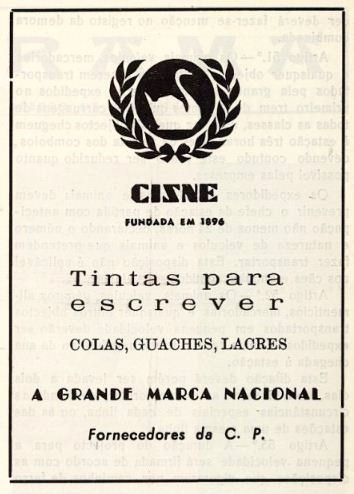 CISNE
FUNDADA EM 1896
Tintas para
escrever
COLAS, GUACHES, LACRES
A GRANDE MARCA NACIONAL
Fornecedores da C. P.